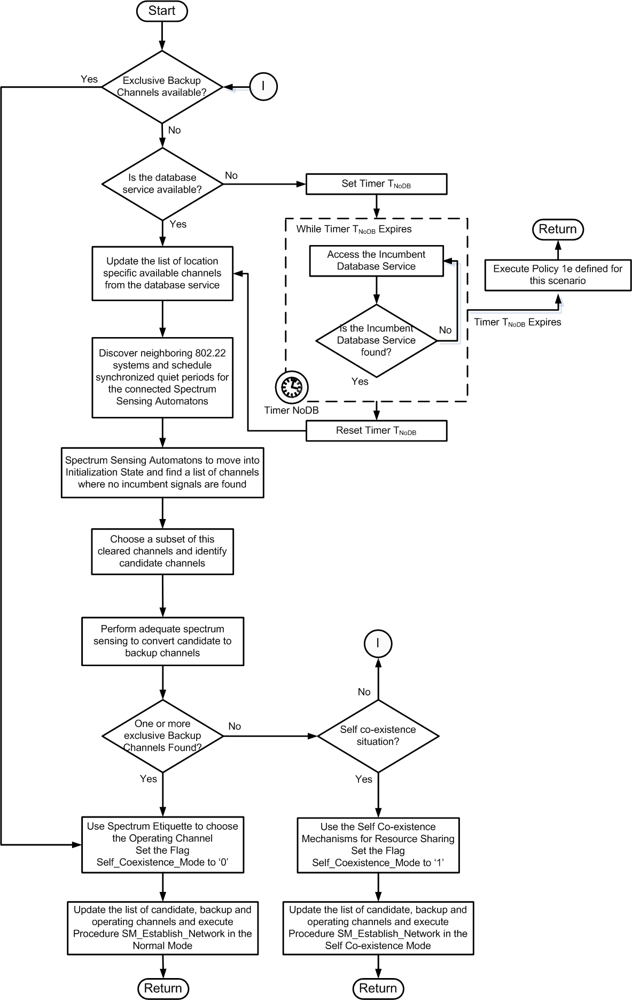 Start
Yes
Exclusive Backup
Channels available?
I
No
Is the database
service available?
No
Set Timer TNoDB
Yes
While Timer TNoDB Expires
Access the Incumbent
Database Service
Is the Incumbent
Database Service
found?
No
Yes
Timer NoDB
Reset Timer TNoDB
Return
Execute Policy 1e defined for
this scenario
Timer TNoDB Expires
Update the list of location
specific available channels
from the database service
Discover neighboring 802.22
systems and schedule
synchronized quiet periods for
the connected Spectrum
Sensing Automatons
Spectrum Sensing Automatons to move into
Initialization State and find a list of channels
where no incumbent signals are found
Choose a subset of this
cleared channels and identify
candidate channels
Perform adequate spectrum
sensing to convert candidate to
backup channels
One or more
exclusive Backup
Channels Found?
No
Self co-existence
situation?
No
I
Yes
Yes
Use Spectrum Etiquette to choose
the Operating Channel
Set the Flag
Self_Coexistence_Mode to ‘0’
Use the Self Co-existence
Mechanisms for Resource Sharing
Set the Flag
Self_Coexistence_Mode to ‘1’
Update the list of candidate, backup and
operating channels and execute
Procedure SM_Establish_Network in the
Normal Mode
Update the list of candidate, backup and
operating channels and execute
Procedure SM_Establish_Network in the
Self Co-existence Mode
Return
Return